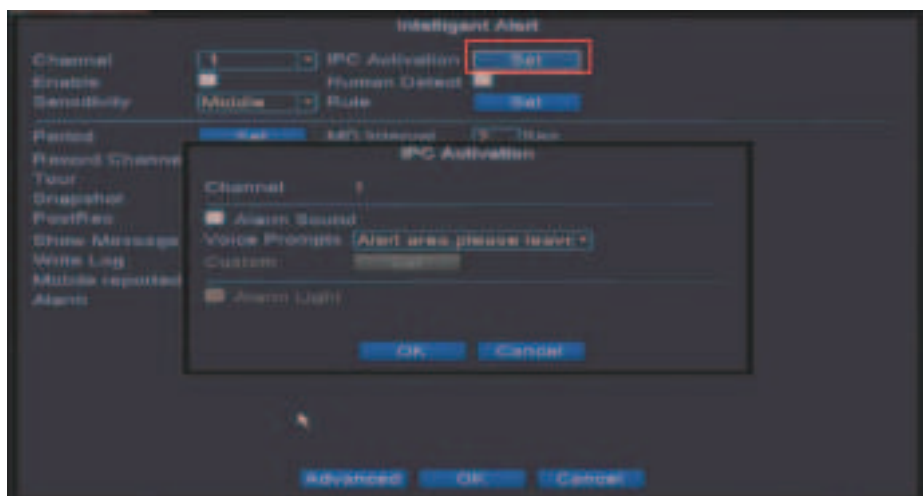 Intelligent Alert
Channel 1 IPC Activation Set
Enable Human Detect
Sensitivity Middle Rule Set
Period Set MD Interval Sec
Record Channel
Tour
Snapshot
PostRec
Show Message
Write Log
Mobile reported
Alarm
IPC Activation
Channel 1
Alarm Sound
Voice Prompts Alert area please leave
Custom Set
Alarm Light
OK Cancel
Advanced OK Cancel